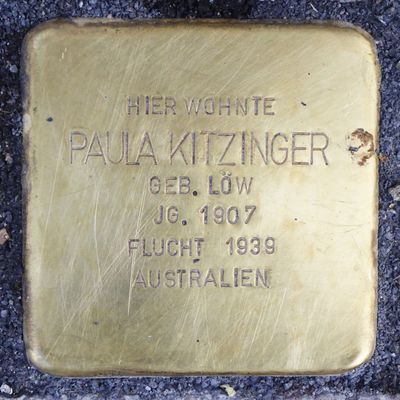 HIER WOHNTE
PAULA KITZINGER
GEB. LÖW
JG. 1907
FLUCHT 1939
AUSTRALIEN